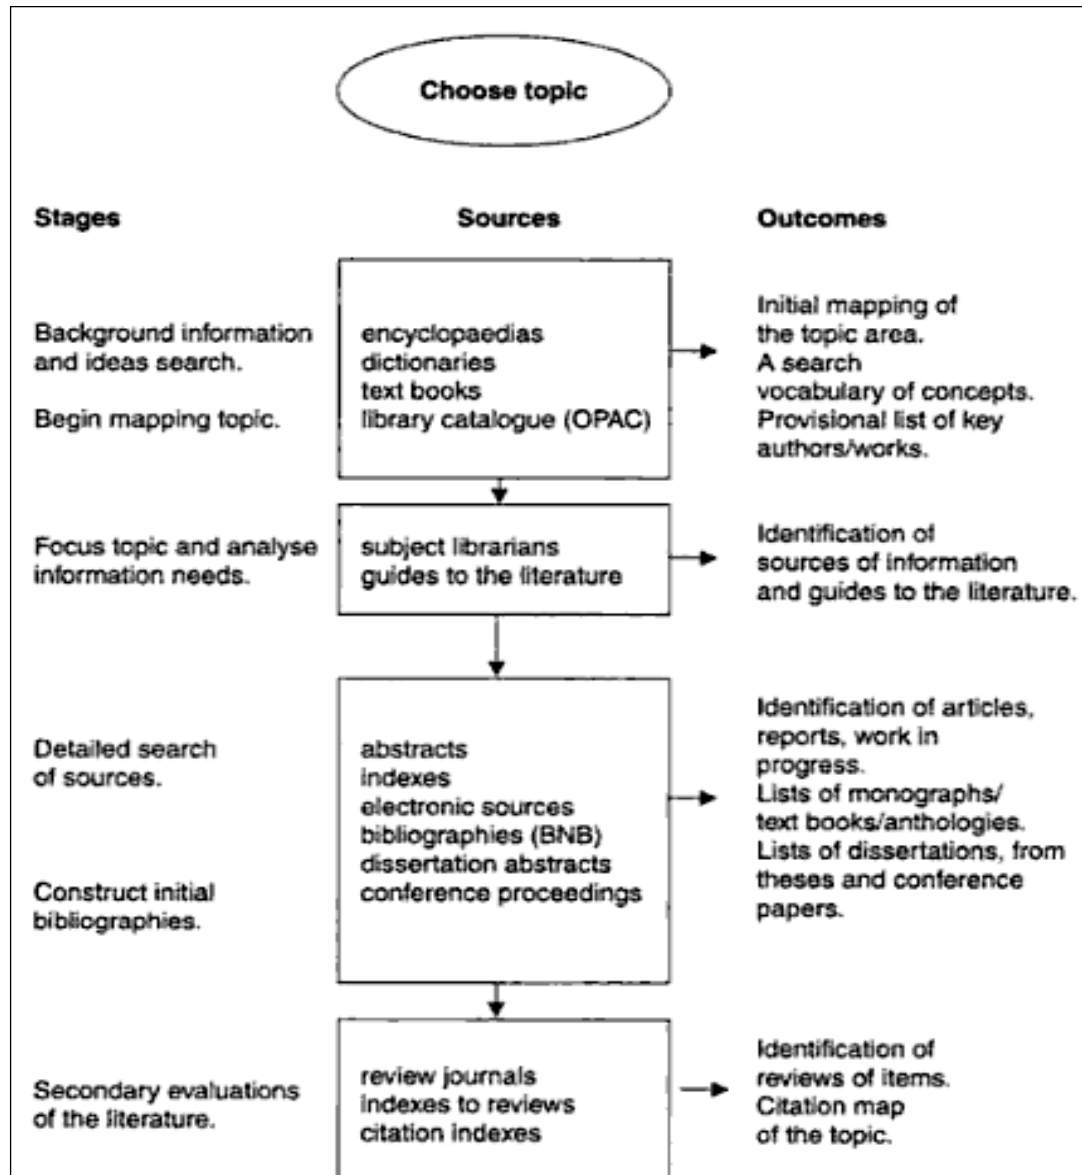 Choose topic
Stages
Sources
Outcomes
Background information
and ideas search.
Begin mapping topic.
encyclopaedias
dictionaries
text books
library catalogue (OPAC)
Initial mapping of
the topic area.
A search
vocabulary of concepts.
Provisional list of key
authors/works.
Focus topic and analyse
information needs.
subject librarians
guides to the literature
Identification of
sources of information
and guides to the literature.
Detailed search
of sources.
Construct initial
bibliographies.
abstracts
indexes
electronic sources
bibliographies (BNB)
dissertation abstracts
conference proceedings
Identification of articles,
reports, work in
progress.
Lists of monographs/
text books/anthologies.
Lists of dissertations, from
theses and conference
papers.
Secondary evaluations
of the literature.
review journals
indexes to reviews
citation indexes
Identification of
reviews of items.
Citation map
of the topic.